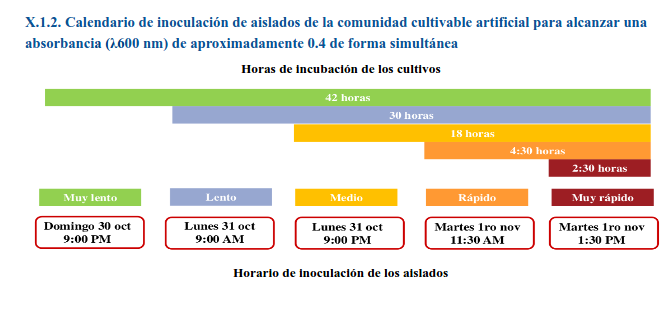 X.1.2. Calendario de inoculación de aislados de la comunidad cultivable artificial para alcanzar una
absorbancia (λ600 nm) de aproximadamente 0.4 de forma simultánea
Horas de incubación de los cultivos
42 horas
30 horas
18 horas
4:30 horas
2:30 horas
Muy lento Lento Medio Rápido Muy rápido
Domingo 30 oct Lunes 31 oct Lunes 31 oct Martes 1ro nov Martes 1ro nov
9:00 PM 9:00 AM 9:00 PM 11:30 AM 1:30 PM
Horario de inoculación de los aislados